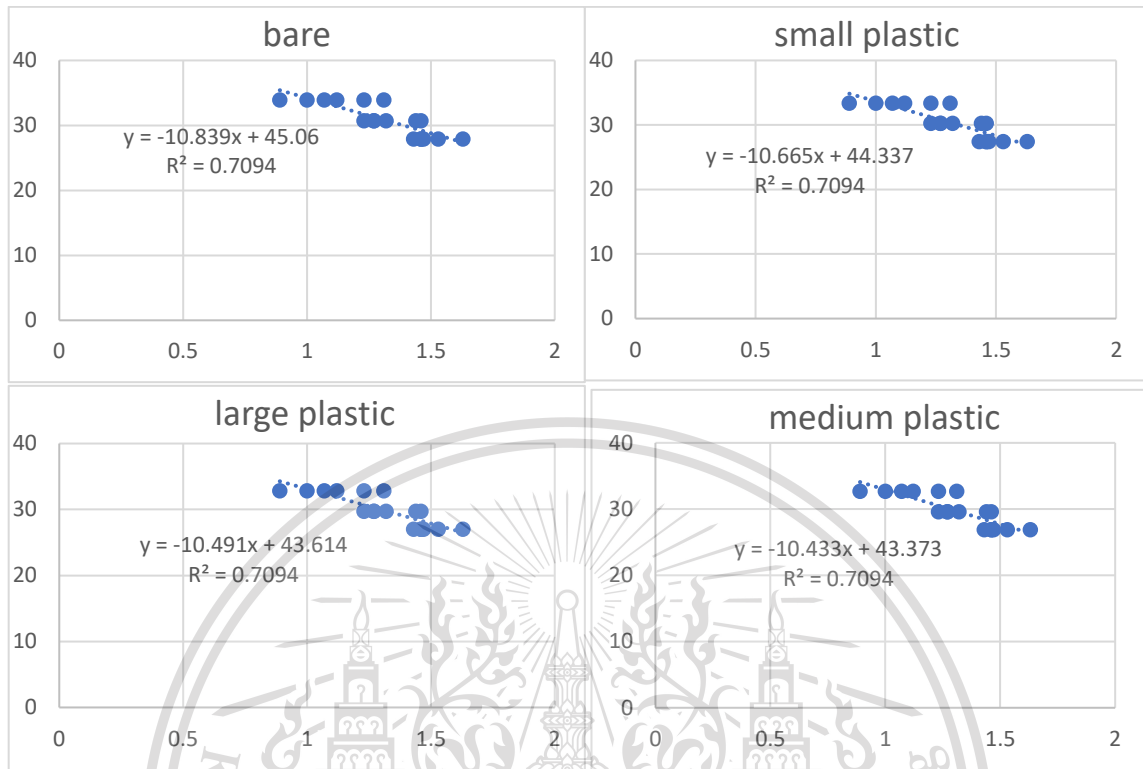 bare
40
30
20
10
0
y = -10.839x + 45.06
R² = 0.7094
0 0.5 1 1.5 2
small plastic
40
30
20
10
0
y = -10.665x + 44.337
R² = 0.7094
0 0.5 1 1.5 2
large plastic
40
30
20
10
0
y = -10.491x + 43.614
R² = 0.7094
0 0.5 1 1.5 2
medium plastic
40
30
20
10
0
y = -10.433x + 43.373
R² = 0.7094
0 0.5 1 1.5 2